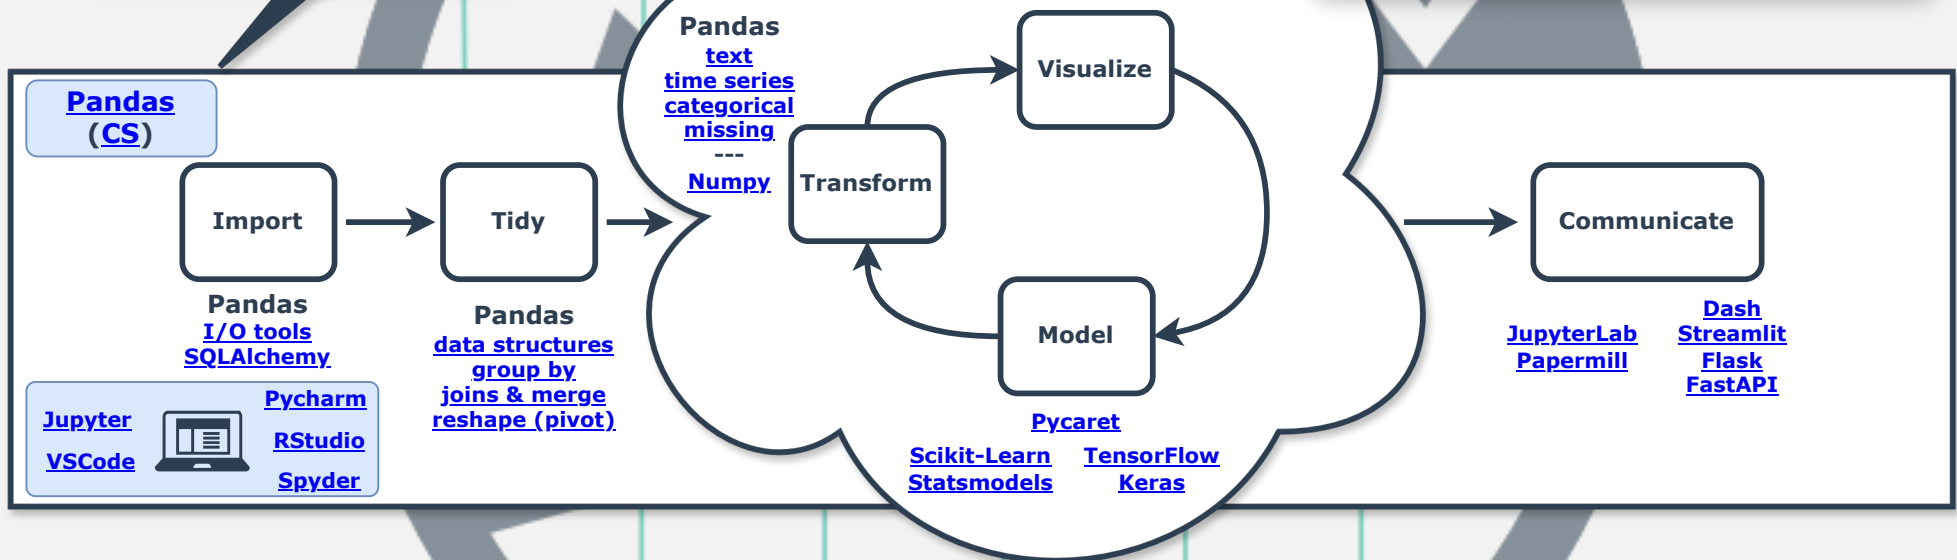 Pandas
(CS)
Import
Pandas
I/O tools
SQLAlchemy
Jupyter
VSCode
Pycharm
RStudio
Spyder
Tidy
Pandas
data structures
group by
joins & merge
reshape (pivot)
Pandas
text
time series
categorical
missing
---
Numpy
Transform
Visualize
Model
Pycaret
Scikit-Learn
Statsmodels
TensorFlow
Keras
Communicate
JupyterLab
Papermill
Dash
Streamlit
Flask
FastAPI